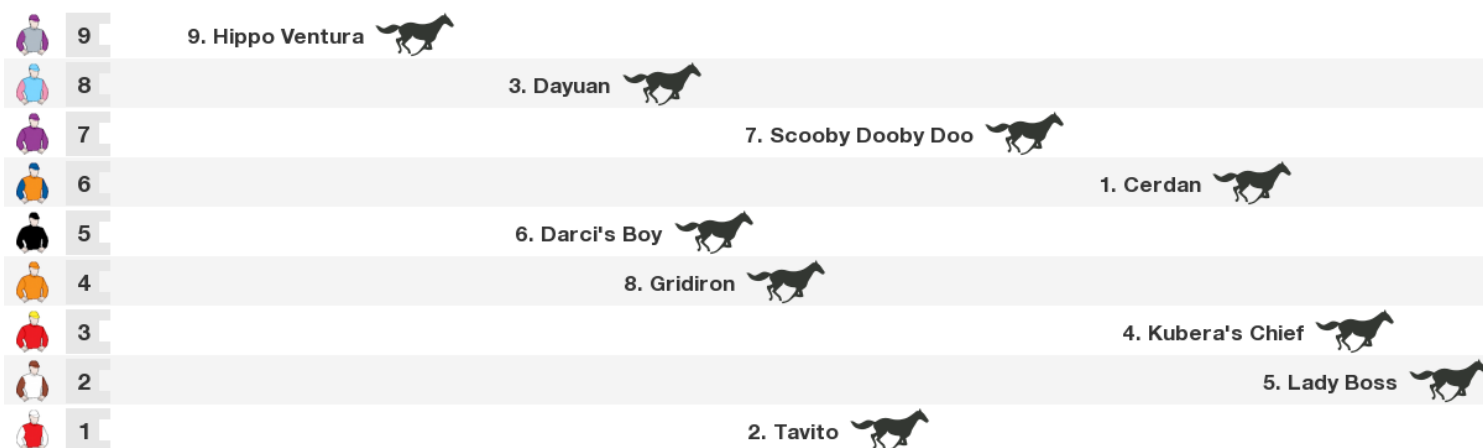 9 9. Hippo Ventura
8 3. Dayuan
7 7. Scooby Dooby Doo
6 1. Cerdan
5 6. Darci's Boy
4 8. Gridiron
3 4. Kubera's Chief
2 5. Lady Boss
1 2. Tavito